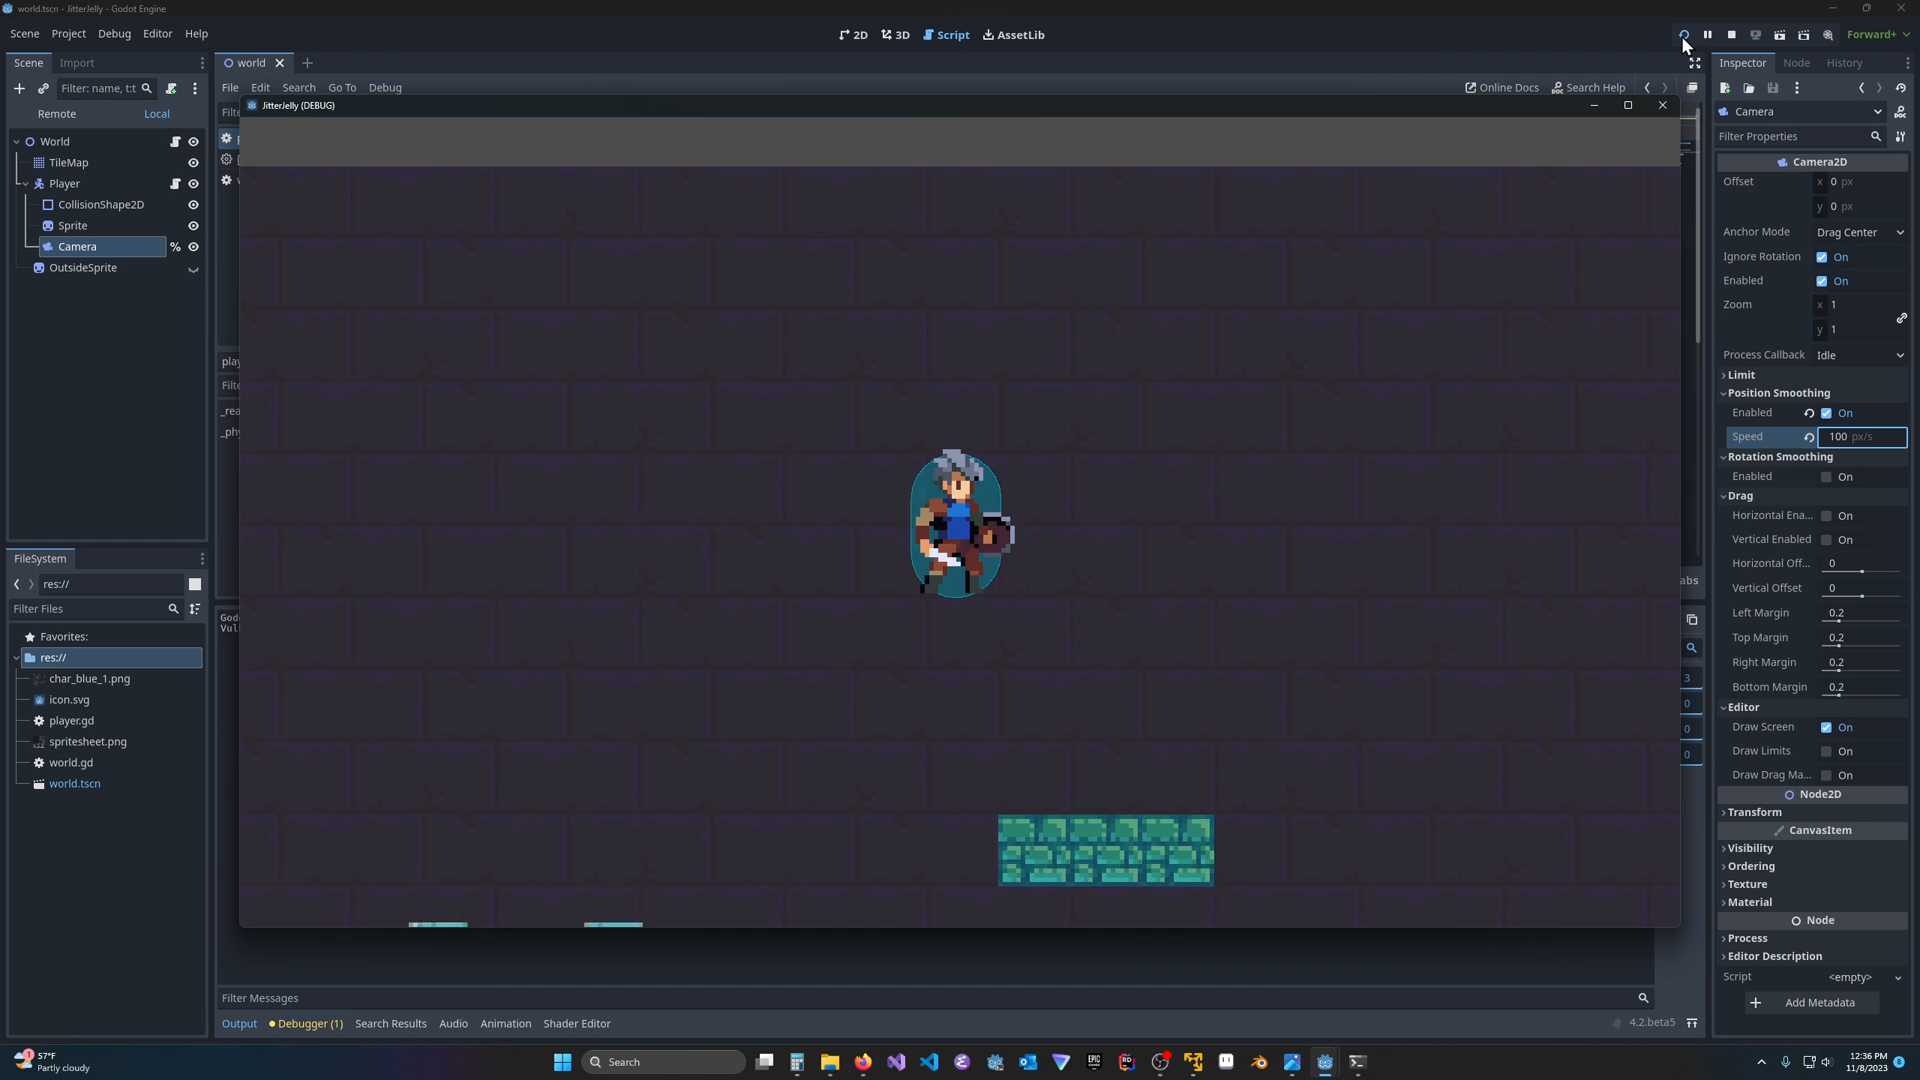 world.tscn - JitterJelly - Godot Engine
Scene Project Debug Editor Help
2D 3D Script AssetLib
Forward+
Scene Import
world
Inspector Node History
Filter: name, t:t
File Edit Search Go To Debug
Online Docs Search Help
JitterJelly (DEBUG)
Remote Local
Camera
Filter Properties
World
TileMap
Player
CollisionShape2D
Sprite
Camera
%
OutsideSprite
Camera2D
Offset x 0 px
y 0 px
Anchor Mode Drag Center
Ignore Rotation On
Enabled On
Zoom x 1
y 1
Process Callback Idle
Limit
Position Smoothing
Enabled On
Speed 100 px/s
Rotation Smoothing
Enabled On
Drag
Horizontal Ena... On
Vertical Enabled On
Horizontal Off... 0
Vertical Offset 0
Left Margin 0.2
Top Margin 0.2
Right Margin 0.2
Bottom Margin 0.2
Editor
Draw Screen On
Draw Limits On
Draw Drag Ma... On
Node2D
Transform
CanvasItem
Visibility
Ordering
Texture
Material
Node
Process
Editor Description
Script <empty>
Add Metadata
FileSystem
res://
Filter Files
Favorites:
res://
char_blue_1.png
icon.svg
player.gd
spritesheet.png
world.gd
world.tscn
3
0
0
0
Filter Messages
Output Debugger (1) Search Results Audio Animation Shader Editor
4.2.beta5
57°F
Partly cloudy
Search
12:36 PM
11/8/2023